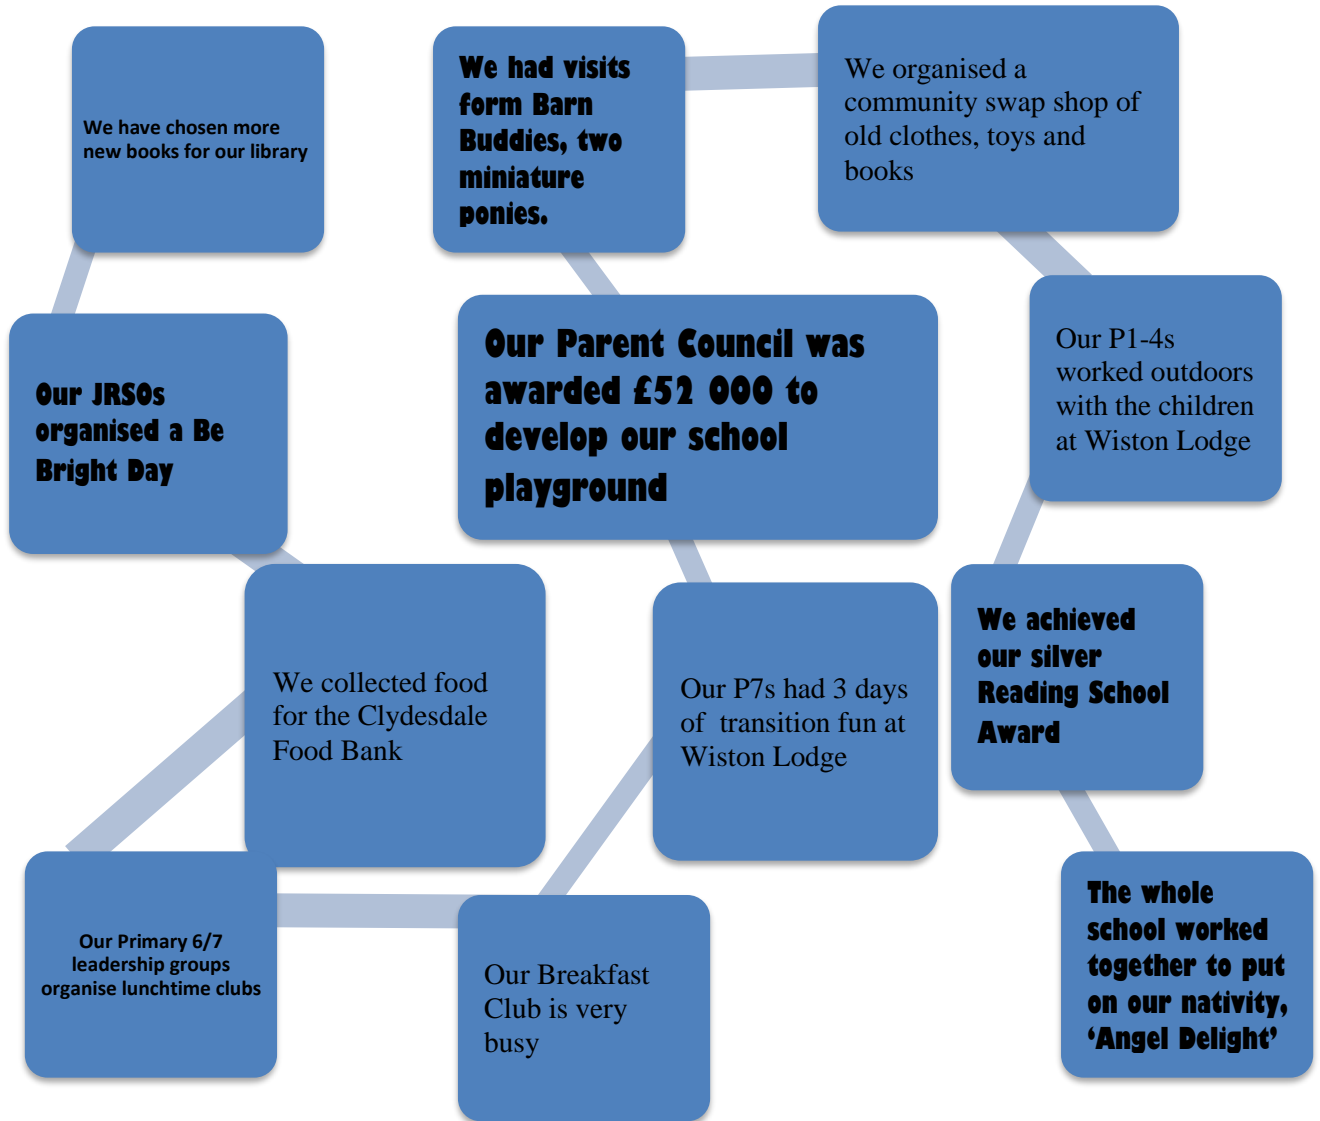 We have chosen more
new books for our library
We had visits
form Barn
Buddies, two
miniature
ponies.
We organised a
community swap shop of
old clothes, toys and
books
Our JRSOs
organised a Be
Bright Day
Our Parent Council was
awarded £52 000 to
develop our school
playground
Our P1-4s
worked outdoors
with the children
at Wiston Lodge
We collected food
for the Clydesdale
Food Bank
Our P7s had 3 days
of  transition fun at
Wiston Lodge
We achieved
our silver
Reading School
Award
Our Primary 6/7
leadership groups
organise lunchtime clubs
Our Breakfast
Club is very
busy
The whole
school worked
together to put
on our nativity,
‘Angel Delight’